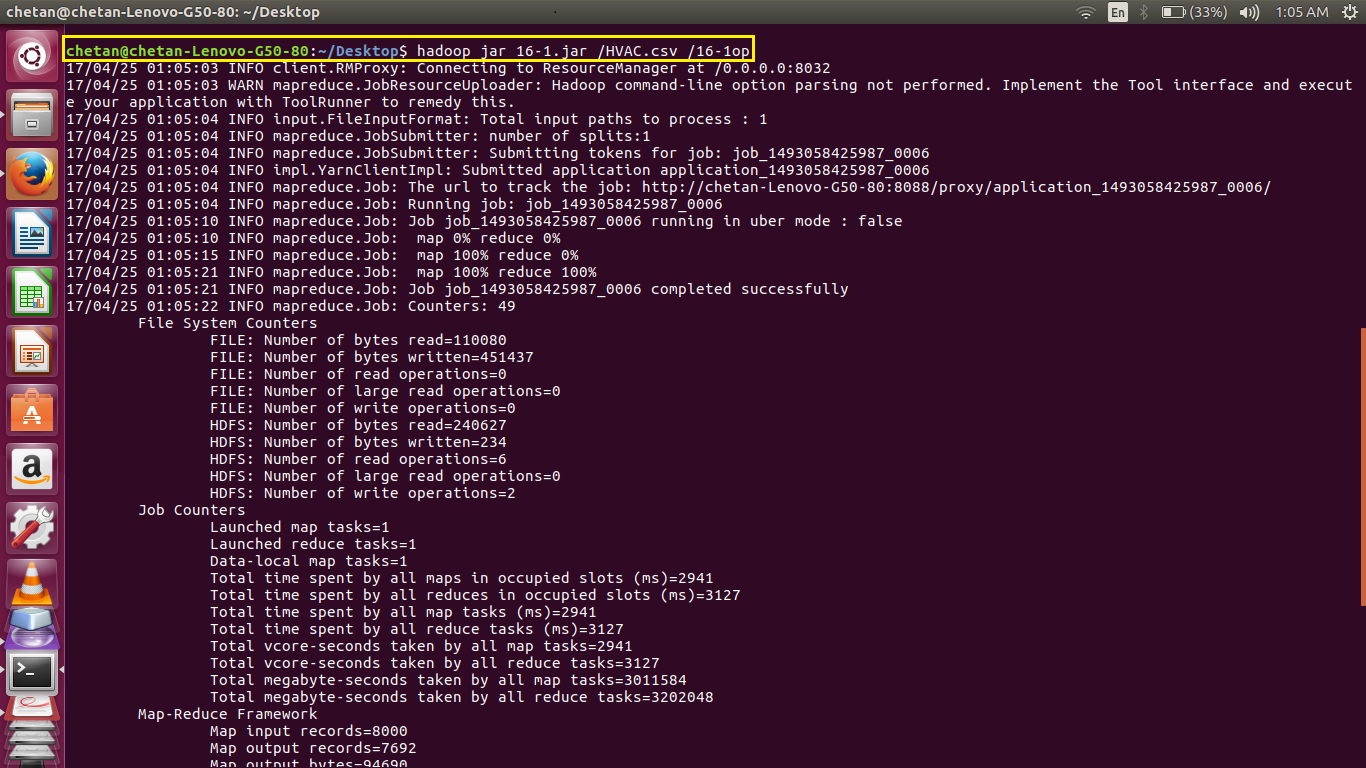 chetan@chetan-Lenovo-G50-80: ~/Desktop
En
(33%)
1:05 AM
chetan@chetan-Lenovo-G50-80:~/Desktop$ hadoop jar 16-1.jar /HVAC.csv /16-1op
17/04/25 01:05:03 INFO client.RMProxy: Connecting to ResourceManager at /0.0.0.0:8032
17/04/25 01:05:03 WARN mapreduce.JobResourceUploader: Hadoop command-line option parsing not performed. Implement the Tool interface and execut
e your application with ToolRunner to remedy this.
17/04/25 01:05:04 INFO input.FileInputFormat: Total input paths to process : 1
17/04/25 01:05:04 INFO mapreduce.JobSubmitter: number of splits:1
17/04/25 01:05:04 INFO mapreduce.JobSubmitter: Submitting tokens for job: job_1493058425987_0006
17/04/25 01:05:04 INFO impl.YarnClientImpl: Submitted application application_1493058425987_0006
17/04/25 01:05:04 INFO mapreduce.Job: The url to track the job: http://chetan-Lenovo-G50-80:8088/proxy/application_1493058425987_0006/
17/04/25 01:05:04 INFO mapreduce.Job: Running job: job_1493058425987_0006
17/04/25 01:05:10 INFO mapreduce.Job: Job job_1493058425987_0006 running in uber mode : false
17/04/25 01:05:10 INFO mapreduce.Job:  map 0% reduce 0%
17/04/25 01:05:15 INFO mapreduce.Job:  map 100% reduce 0%
17/04/25 01:05:21 INFO mapreduce.Job:  map 100% reduce 100%
17/04/25 01:05:21 INFO mapreduce.Job: Job job_1493058425987_0006 completed successfully
17/04/25 01:05:22 INFO mapreduce.Job: Counters: 49
File System Counters
FILE: Number of bytes read=110080
FILE: Number of bytes written=451437
FILE: Number of read operations=0
FILE: Number of large read operations=0
FILE: Number of write operations=0
HDFS: Number of bytes read=240627
HDFS: Number of bytes written=234
HDFS: Number of read operations=6
HDFS: Number of large read operations=0
HDFS: Number of write operations=2
Job Counters
Launched map tasks=1
Launched reduce tasks=1
Data-local map tasks=1
Total time spent by all maps in occupied slots (ms)=2941
Total time spent by all reduces in occupied slots (ms)=3127
Total time spent by all map tasks (ms)=2941
Total time spent by all reduce tasks (ms)=3127
Total vcore-seconds taken by all map tasks=2941
Total vcore-seconds taken by all reduce tasks=3127
Total megabyte-seconds taken by all map tasks=3011584
Total megabyte-seconds taken by all reduce tasks=3202048
Map-Reduce Framework
Map input records=8000
Map output records=7692
Map output bytes=94690